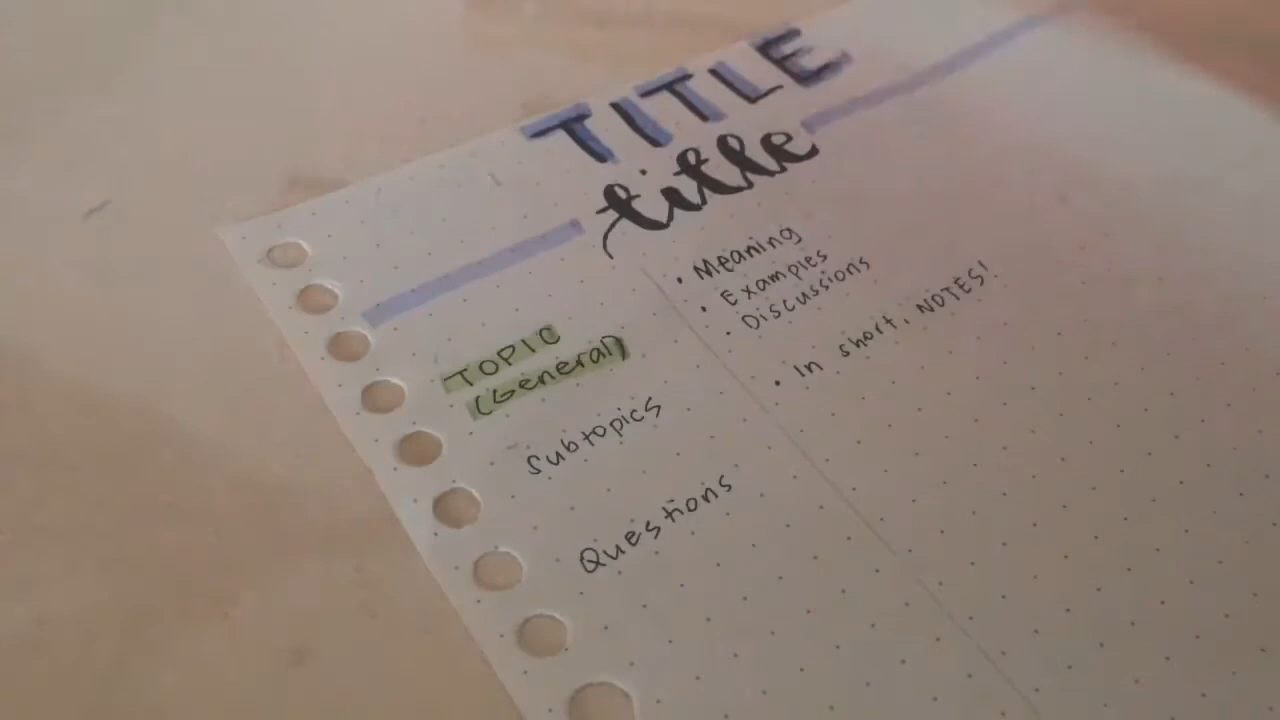 TITLE
title
TOPIC
(General)
Subtopics
Questions
• Meaning
• Examples
• Discussions
• In short, NOTES!